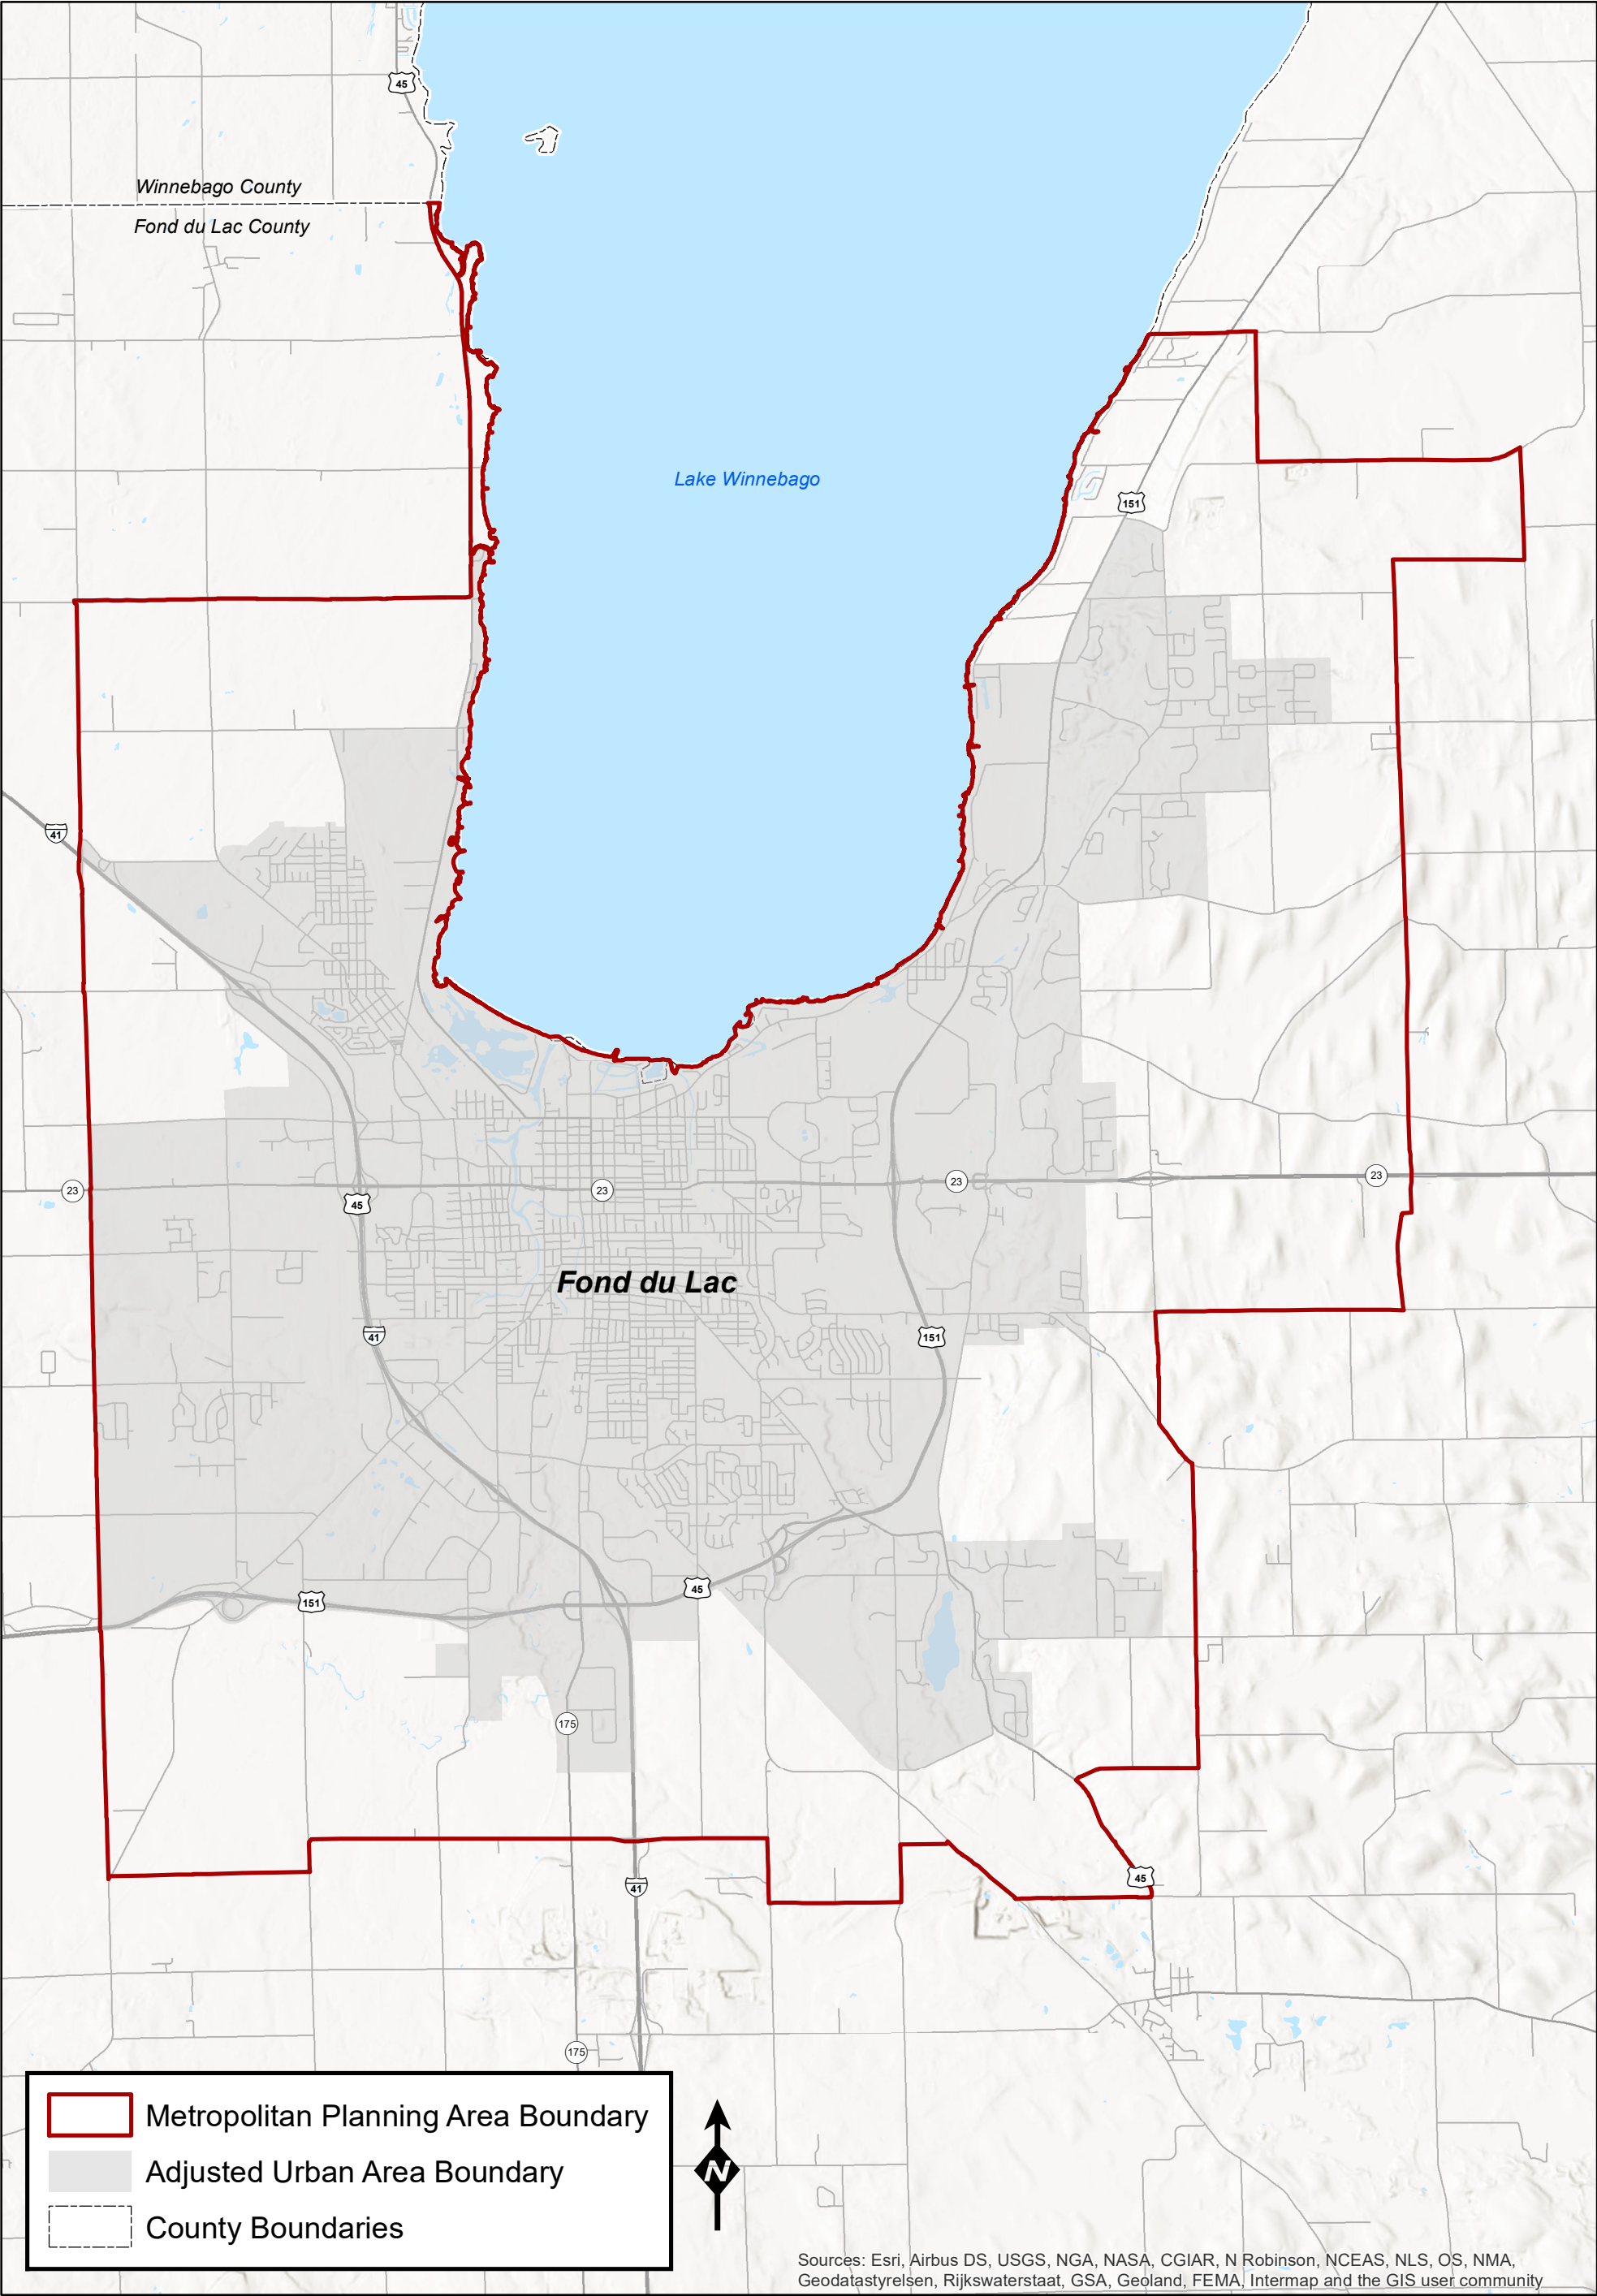 45
Winnebago County
Fond du Lac County
Lake Winnebago
151
41
23
45
23
23
23
Fond du Lac
41
151
151
45
175
45
41
175
Metropolitan Planning Area Boundary
Adjusted Urban Area Boundary
County Boundaries
N
Sources: Esri, Airbus DS, USGS, NGA, NASA, CGIAR, N Robinson, NCEAS, NLS, OS, NMA,
Geodatastyrelsen, Rijkswaterstaat, GSA, Geoland, FEMA, Intermap and the GIS user community